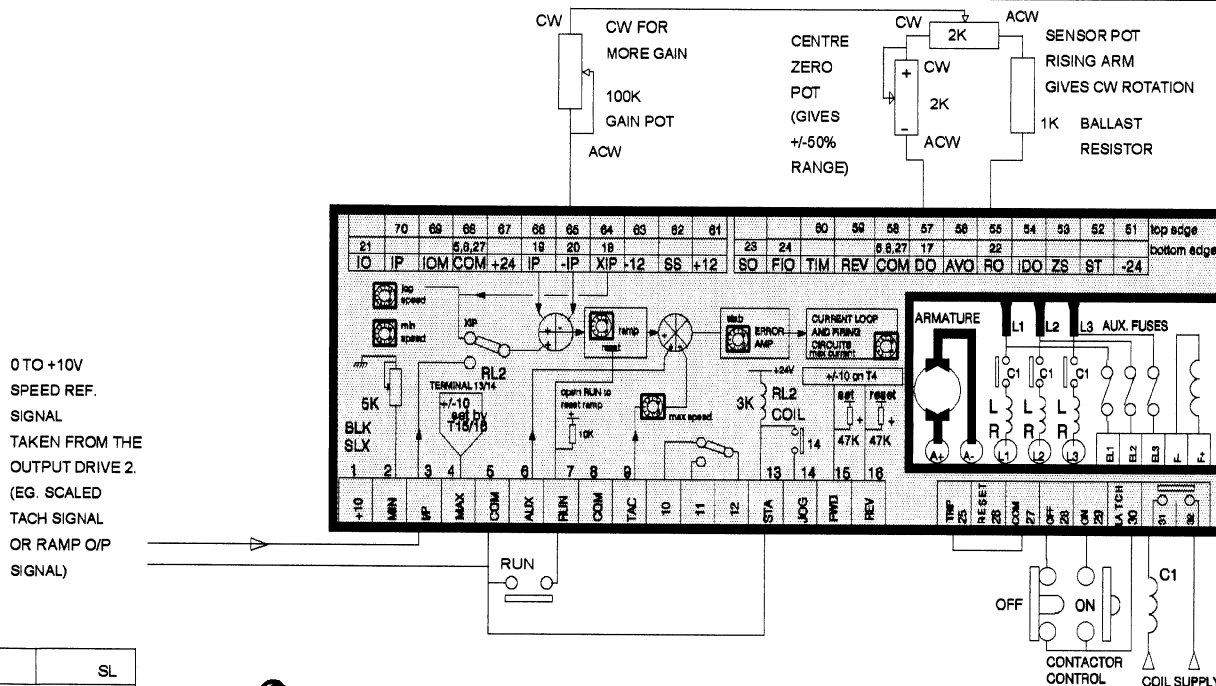 CW
CW FOR
MORE GAIN
100K
GAIN POT
ACW
CENTRE
ZERO
POT
(GIVES
+/-50%
RANGE)
CW
2K
ACW
+
CW
2K
-
ACW
SENSOR POT
RISING ARM
GIVES CW ROTATION
1K BALLAST
RESISTOR
70 69 68 67 66 65 64 63 62 61 60 59 58 57 56 55 54 53 52 51 top edge
21 5,6,27 19 20 18 23 24 5,6,27 17 22 bottom edge
IO IP IOM COM +24 IP -IP XIP -12 SS +12 SO FIO TIM REV COM DO AVO RO IDO ZS ST -24
jog
speed
min
speed
XIP
RL2
ramp
reset
stab
ERROR
AMP
CURRENT LOOP
AND FIRING
CIRCUITS
max current
ARMATURE
L1 L2 L3 AUX. FUSES
C1 C1 C1
L L L
R R R
A+ A- L1 L2 L3 EL1 EL2 EL3 F- F+
5K
BLK
SLX
TERMINAL 13/14
+/-10
set by
T15/16
open RUN to
reset ramp
10K
max speed
+24V
RL2
COIL
3K
14
+/-10 on T4
set
reset
47K
47K
1 2 3 4 5 6 7 8 9 10 11 12 13 14 15 16
+10 MIN I/P MAX COM AUX RUN COM TAC STA JOG FWD REV
TRIP 25 RESET 26 COM 27 OFF 28 ON 29 LATCH 30 31 32
0 TO +10V
SPEED REF.
SIGNAL
TAKEN FROM THE
OUTPUT DRIVE 2.
(EG. SCALED
TACH SIGNAL
OR RAMP O/P
SIGNAL)
RUN
OFF
ON
C1
CONTACTOR
CONTROL
COIL SUPPLY
SL